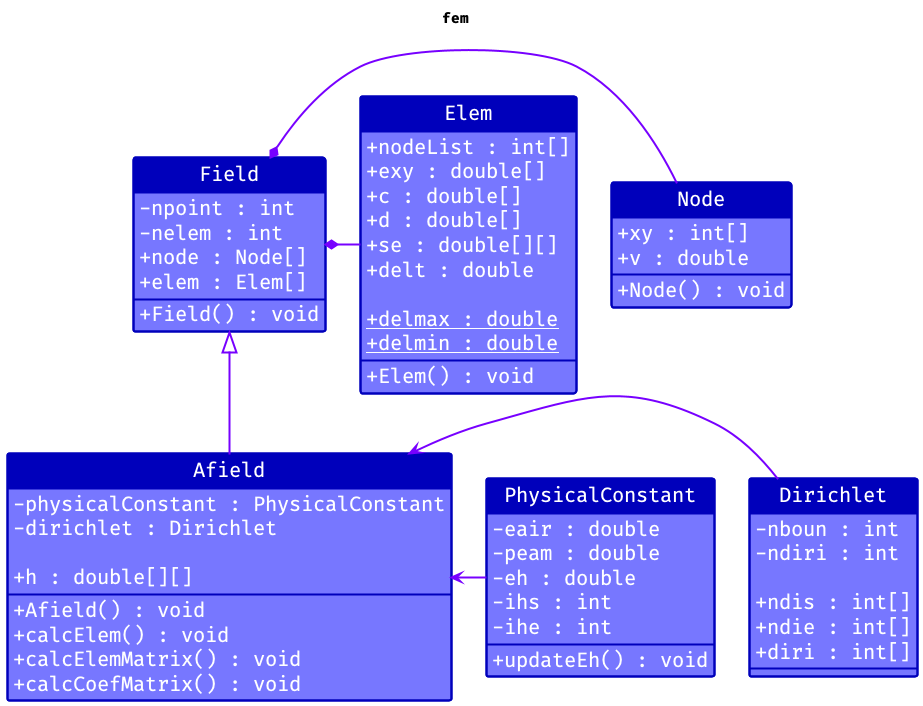 fem
Elem
+nodeList : int[]
+exy : double[]
+c : double[]
+d : double[]
+se : double[][]
+delt : double
+delmax : double
+delmin : double
+Elem() : void
Field
-npoint : int
-nelem : int
+node : Node[]
+elem : Elem[]
+Field() : void
Node
+xy : int[]
+v : double
+Node() : void
Afield
-physicalConstant : PhysicalConstant
-dirichlet : Dirichlet
+h : double[][]
+Afield() : void
+calcElem() : void
+calcElemMatrix() : void
+calcCoefMatrix() : void
PhysicalConstant
-eair : double
-peam : double
-eh : double
-ihs : int
-ihe : int
+updateEh() : void
Dirichlet
-nboun : int
-ndiri : int
+ndis : int[]
+ndie : int[]
+diri : int[]